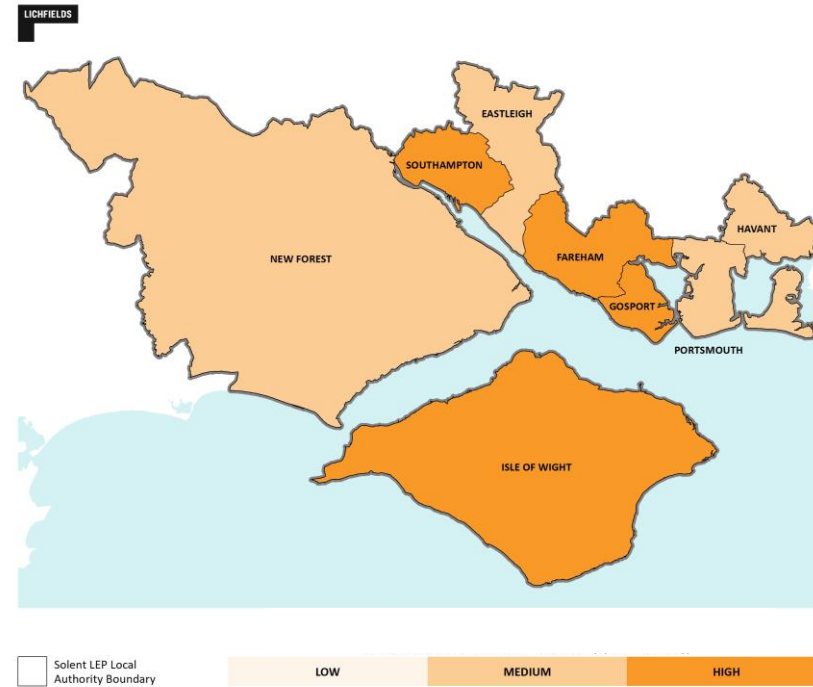 LICHFIELDS
EASTLEIGH
SOUTHAMPTON
HAVANT
NEW FOREST
FAREHAM
GOSPORT
PORTSMOUTH
ISLE OF WIGHT
Solent LEP Local
Authority Boundary
LOW
MEDIUM
HIGH